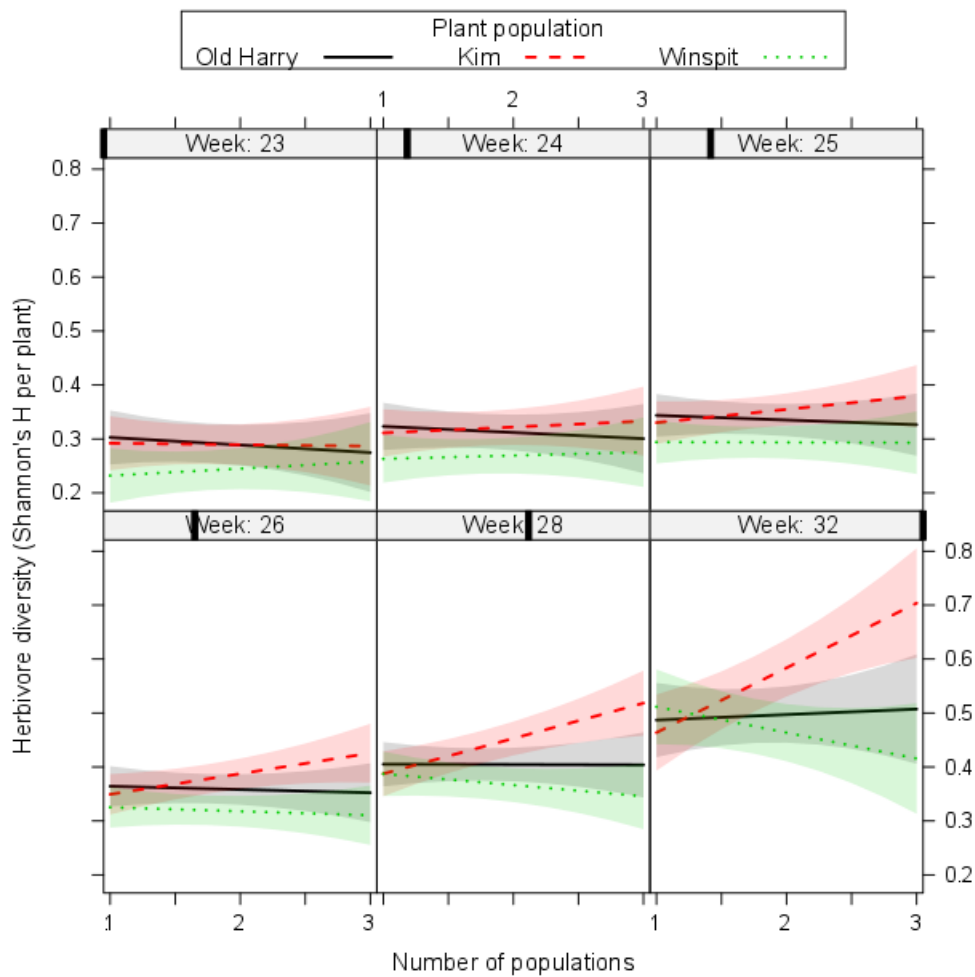 Plant population
Old Harry Kim Winspit
1 2 3
Week: 23 Week: 24 Week: 25
0.8
0.7
0.6
0.5
0.4
0.3
0.2
Week: 26 Week: 28 Week: 32
0.8
0.7
0.6
0.5
0.4
0.3
0.2
1 2 3 1 2 3
Herbivore diversity (Shannon's H per plant)
Number of populations